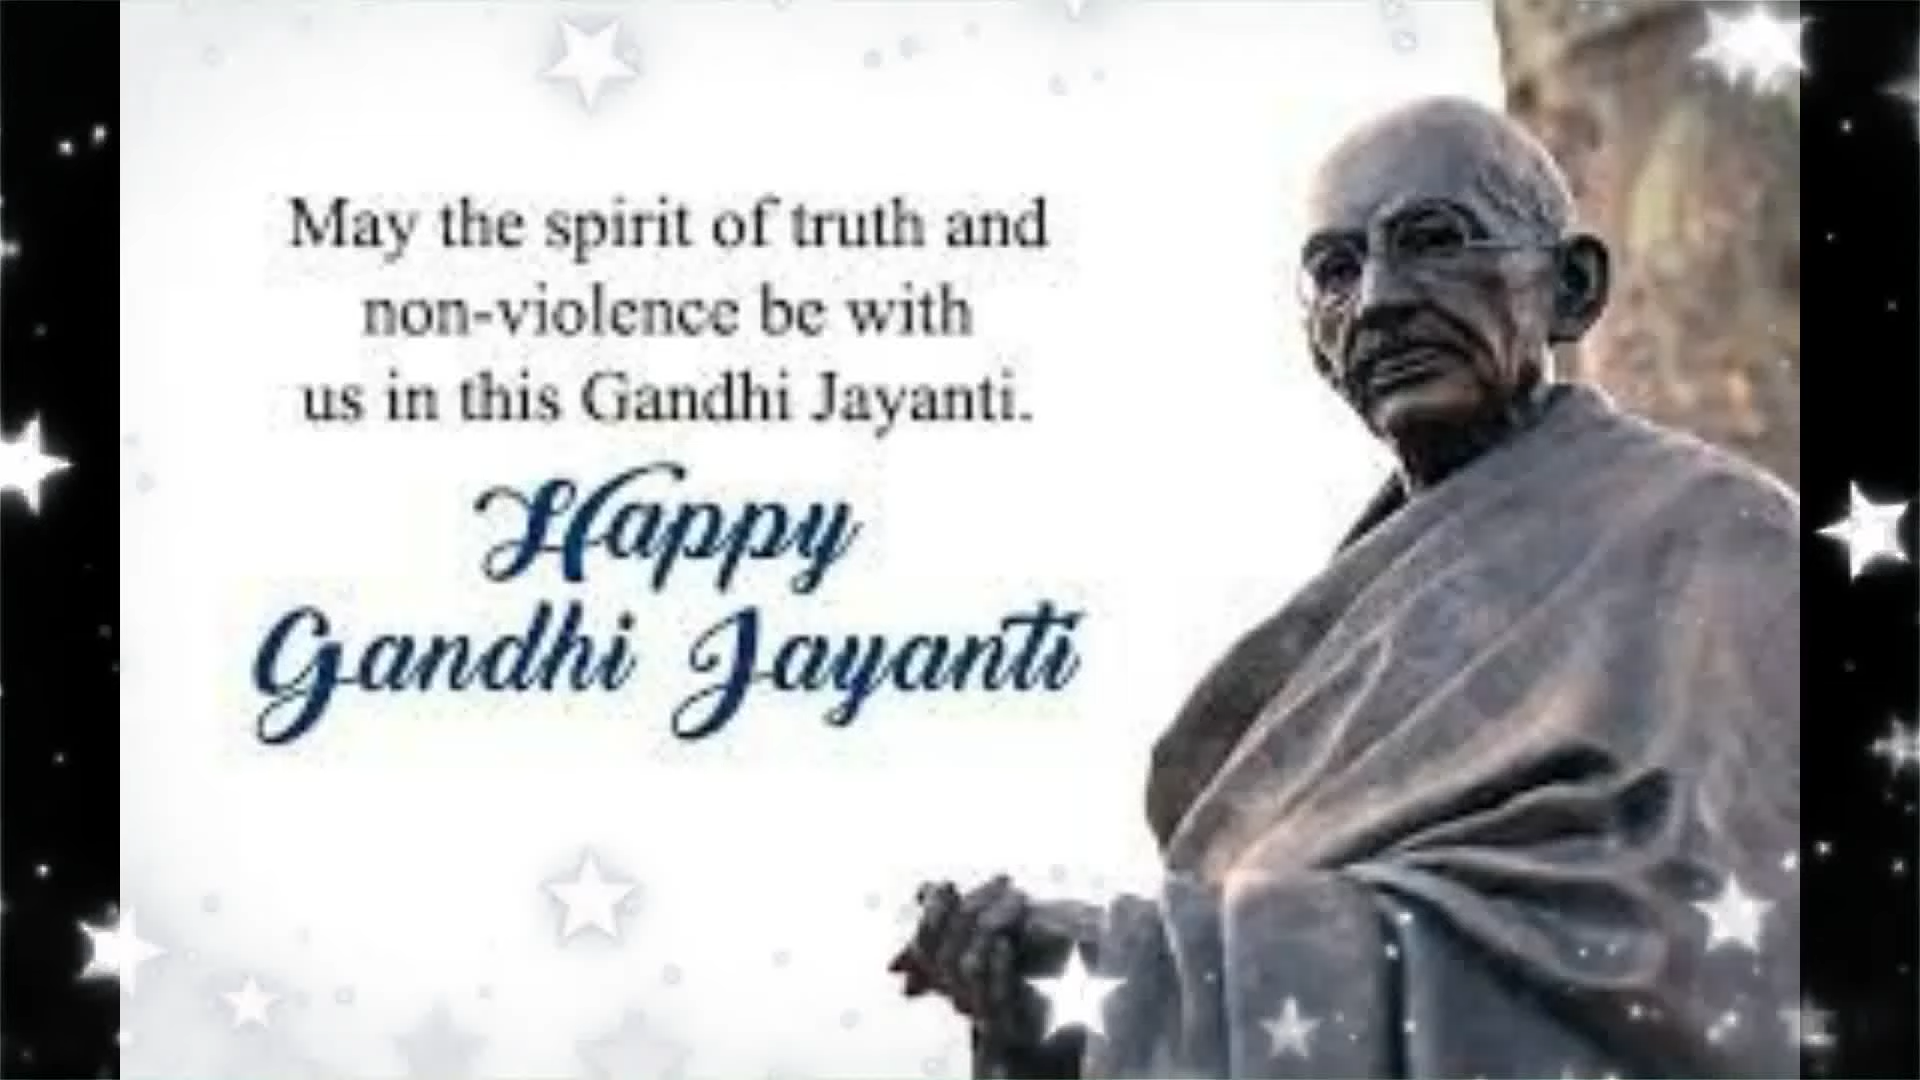 May the spirit of truth and
non-violence be with
us in this Gandhi Jayanti.
Happy
Gandhi Jayanti